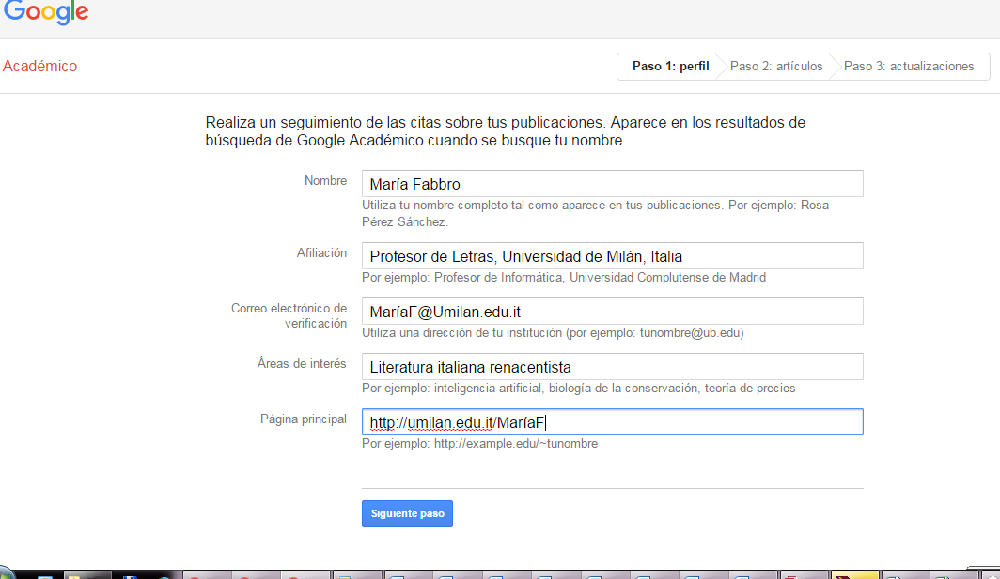 Google
Académico
Paso 1: perfil
Paso 2: artículos
Paso 3: actualizaciones
Realiza un seguimiento de las citas sobre tus publicaciones. Aparece en los resultados de
búsqueda de Google Académico cuando se busque tu nombre.
Nombre
María Fabbro
Utiliza tu nombre completo tal como aparece en tus publicaciones. Por ejemplo: Rosa
Pérez Sánchez.
Afiliación
Profesor de Letras, Universidad de Milán, Italia
Por ejemplo: Profesor de Informática, Universidad Complutense de Madrid
Correo electrónico de
verificación
MaríaF@Umilan.edu.it
Utiliza una dirección de tu institución (por ejemplo: tunombre@ub.edu)
Áreas de interés
Literatura italiana renacentista
Por ejemplo: inteligencia artificial, biología de la conservación, teoría de precios
Página principal
http://umilan.edu.it/MaríaF
Por ejemplo: http://example.edu/~tunombre
Siguiente paso